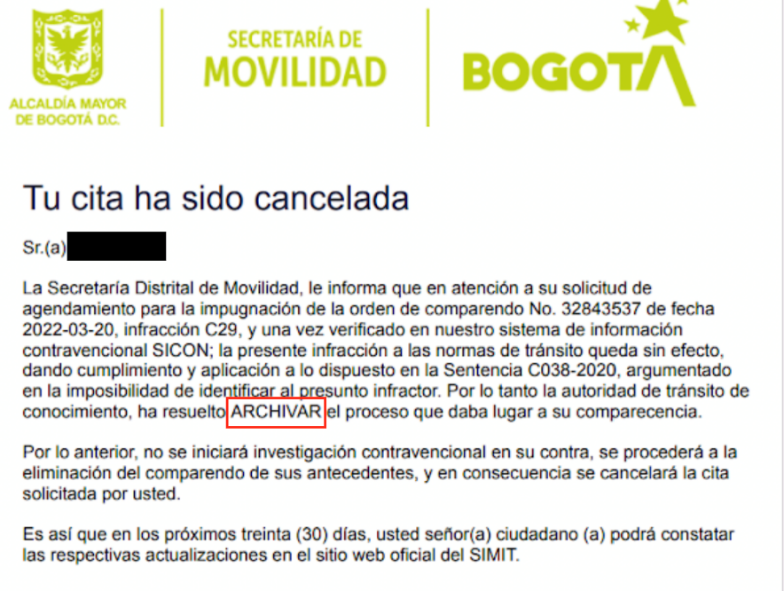 ALCALDÍA MAYOR
DE BOGOTÁ D.C.
SECRETARÍA DE
MOVILIDAD
BOGOTÁ
Tu cita ha sido cancelada
Sr.(a)
La Secretaría Distrital de Movilidad, le informa que en atención a su solicitud de
agendamiento para la impugnación de la orden de comparendo No. 32843537 de fecha
2022-03-20, infracción C29, y una vez verificado en nuestro sistema de información
contravencional SICON; la presente infracción a las normas de tránsito queda sin efecto,
dando cumplimiento y aplicación a lo dispuesto en la Sentencia C038-2020, argumentado
en la imposibilidad de identificar al presunto infractor. Por lo tanto la autoridad de tránsito de
conocimiento, ha resuelto ARCHIVAR el proceso que daba lugar a su comparecencia.
Por lo anterior, no se iniciará investigación contravencional en su contra, se procederá a la
eliminación del comparendo de sus antecedentes, y en consecuencia se cancelará la cita
solicitada por usted.
Es así que en los próximos treinta (30) días, usted señor(a) ciudadano (a) podrá constatar
las respectivas actualizaciones en el sitio web oficial del SIMIT.